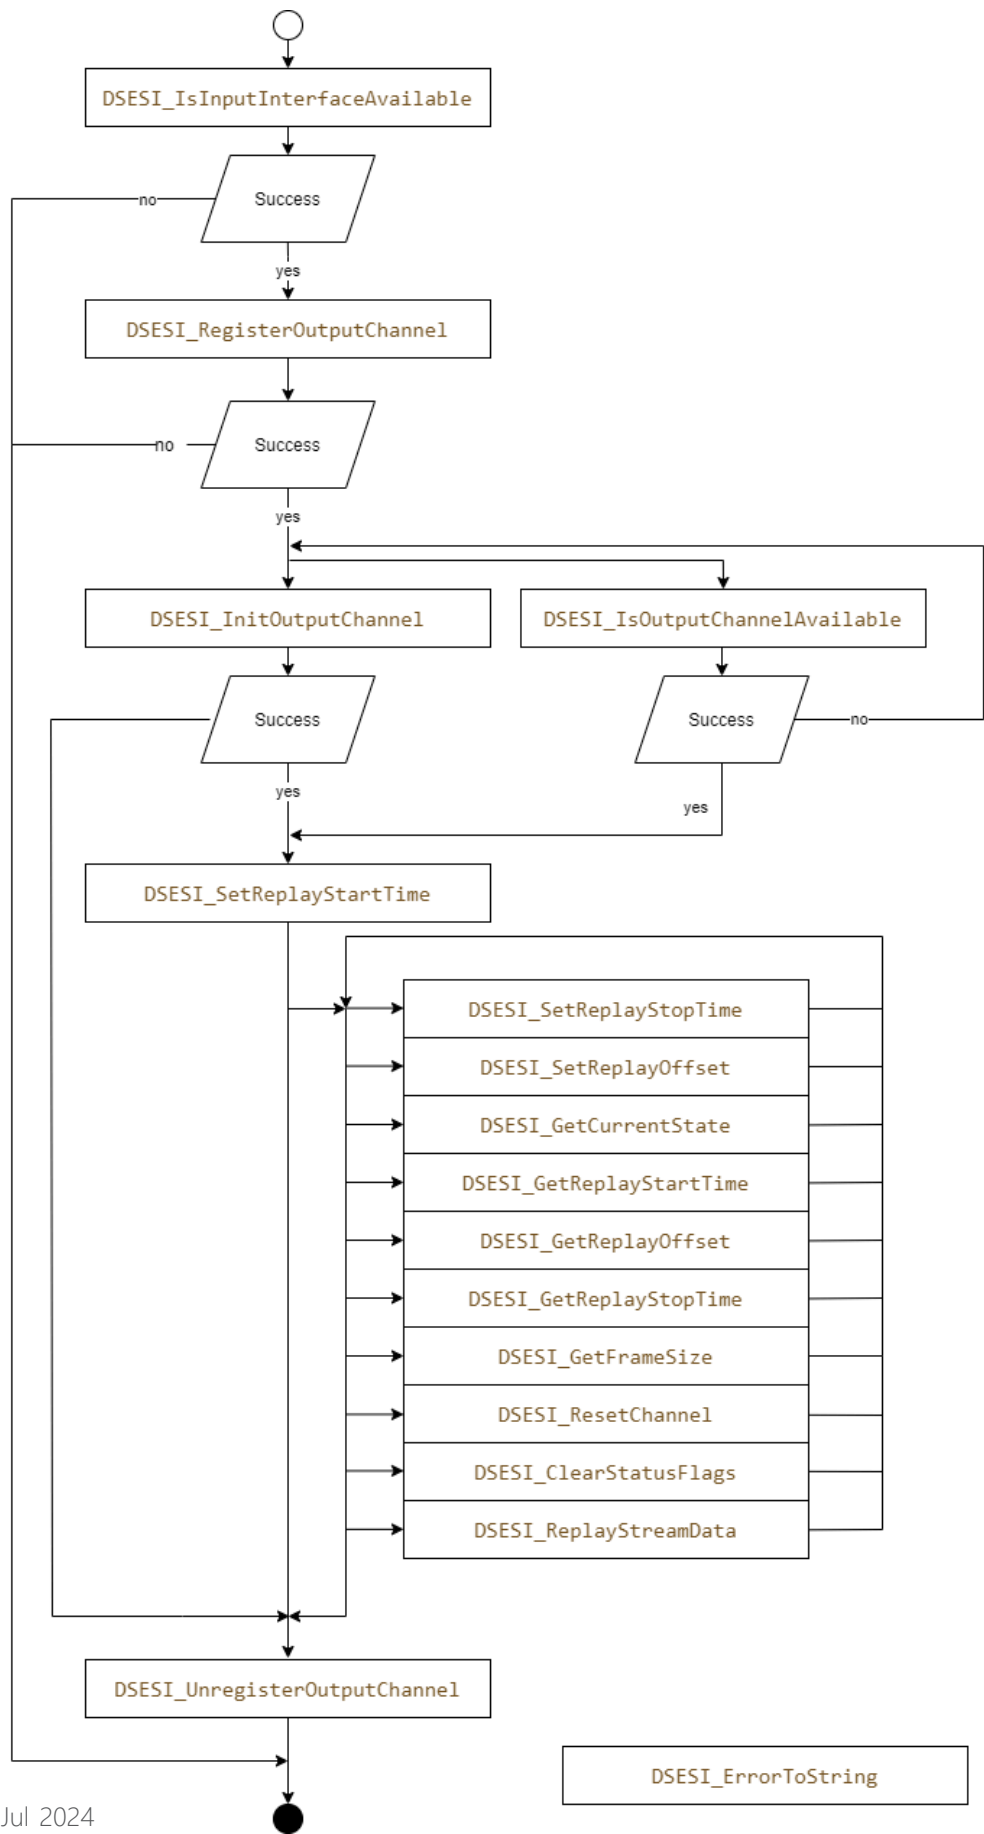 DSESI_IsInputInterfaceAvailable
Success
no
yes
DSESI_RegisterOutputChannel
Success
no
yes
DSESI_InitOutputChannel
DSESI_IsOutputChannelAvailable
Success
Success
no
yes
yes
DSESI_SetReplayStartTime
DSESI_SetReplayStopTime
DSESI_SetReplayOffset
DSESI_GetCurrentState
DSESI_GetReplayStartTime
DSESI_GetReplayOffset
DSESI_GetReplayStopTime
DSESI_GetFrameSize
DSESI_ResetChannel
DSESI_ClearStatusFlags
DSESI_ReplayStreamData
DSESI_UnregisterOutputChannel
DSESI_ErrorToString
Jul 2024